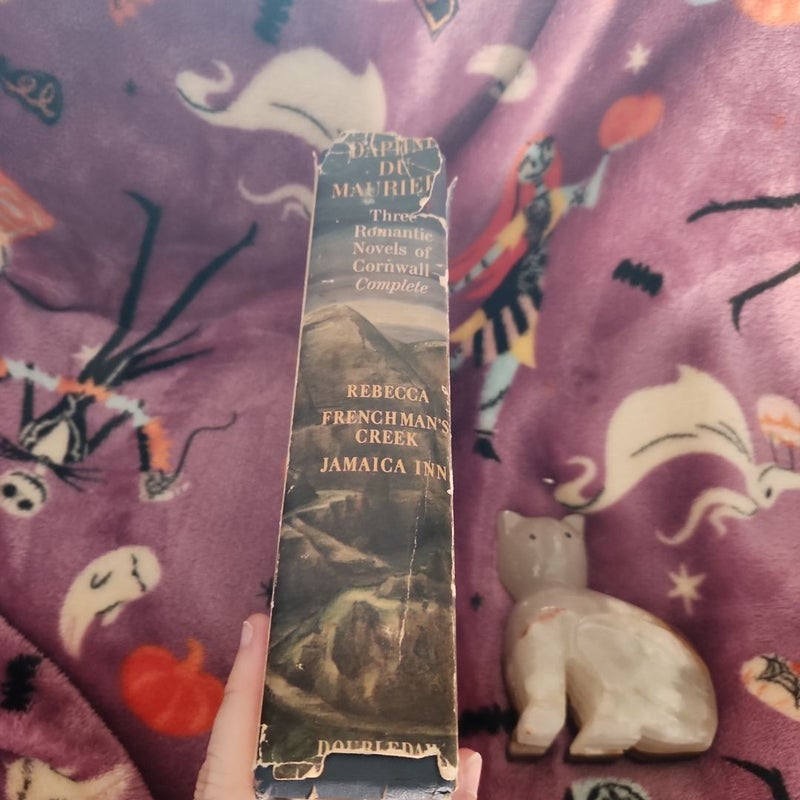 DAPHNE
DU
MAURIER
Three
Romantic
Novels of
Cornwall
Complete
REBECCA
FRENCHMAN'S
CREEK
JAMAICA INN
DOUBLEDAY